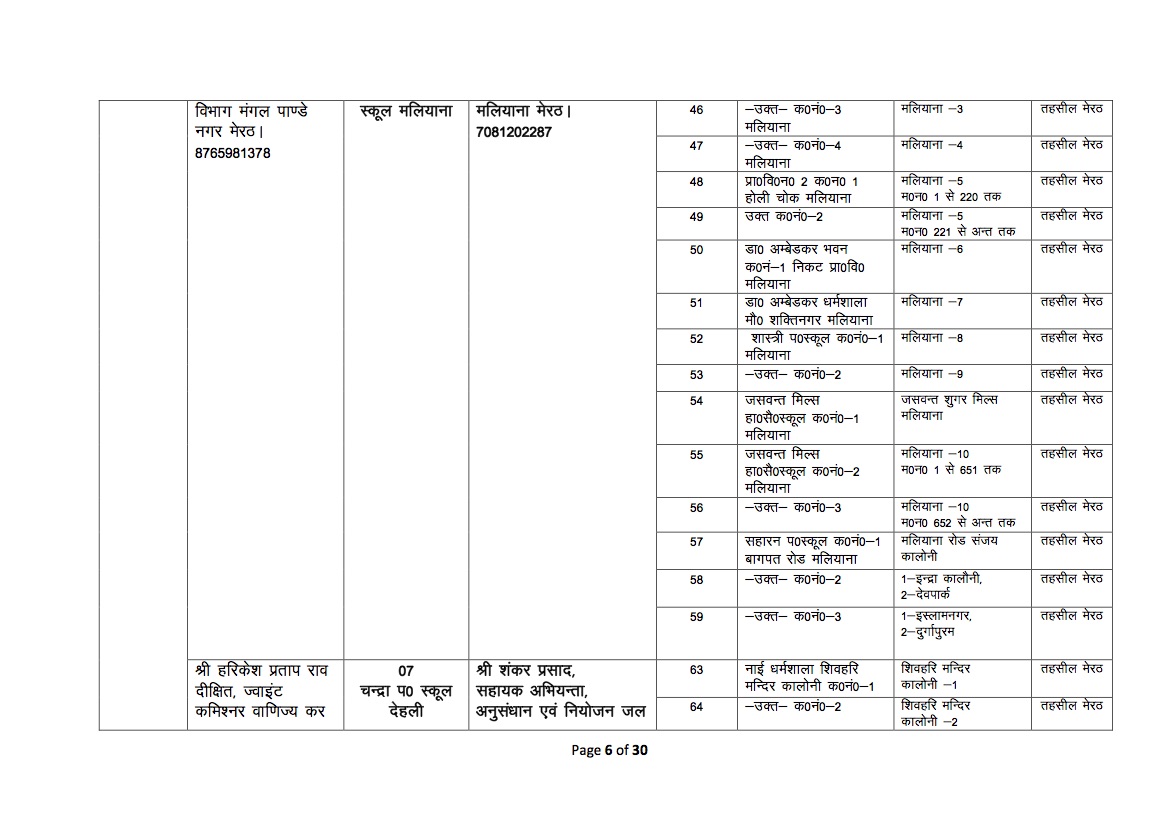 विभाग मंगल पाण्डे
नगर मेरठ।
8765981378
स्कूल मलियाना
मलियाना मेरठ।
7081202287
46
–उक्त– क0नं0–3
मलियाना
मलियाना –3
तहसील मेरठ
47
–उक्त– क0नं0–4
मलियाना
मलियाना –4
तहसील मेरठ
48
प्रा0वि0न0 2 क0न0 1
होली चोक मलियाना
मलियाना –5
म0न0 1 से 220 तक
तहसील मेरठ
49
उक्त क0नं0–2
मलियाना –5
म0न0 221 से अन्त तक
तहसील मेरठ
50
डा0 अम्बेडकर भवन
क0नं–1 निकट प्रा0वि0
मलियाना
मलियाना –6
तहसील मेरठ
51
डा0 अम्बेडकर धर्मशाला
मौ0 शक्तिनगर मलियाना
मलियाना –7
तहसील मेरठ
52
शास्त्री प0स्कूल क0नं0–1
मलियाना
मलियाना –8
तहसील मेरठ
53
–उक्त– क0नं0–2
मलियाना –9
तहसील मेरठ
54
जसवन्त मिल्स
हा0सै0स्कूल क0नं0–1
मलियाना
जसवन्त शुगर मिल्स
मलियाना
तहसील मेरठ
55
जसवन्त मिल्स
हा0सै0स्कूल क0नं0–2
मलियाना
मलियाना –10
म0न0 1 से 651 तक
तहसील मेरठ
56
–उक्त– क0नं0–3
मलियाना –10
म0न0 652 से अन्त तक
तहसील मेरठ
57
सहारन प0स्कूल क0नं0–1
बागपत रोड मलियाना
मलियाना रोड संजय
कालोनी
तहसील मेरठ
58
–उक्त– क0नं0–2
1–इन्द्रा कालौनी,
2–देवपार्क
तहसील मेरठ
59
–उक्त– क0नं0–3
1–इस्लामनगर,
2–दुर्गापुरम
तहसील मेरठ
श्री हरिकेश प्रताप राव
दीक्षित, ज्वाइंट
कमिश्नर वाणिज्य कर
07
चन्द्रा प0 स्कूल
देहली
श्री शंकर प्रसाद,
सहायक अभियन्ता,
अनुसंधान एवं नियोजन जल
63
नाई धर्मशाला शिवहरि
मन्दिर कालोनी क0नं0–1
शिवहरि मन्दिर
कालोनी –1
तहसील मेरठ
64
–उक्त– क0नं0–2
शिवहरि मन्दिर
कालोनी –2
तहसील मेरठ
Page 6 of 30